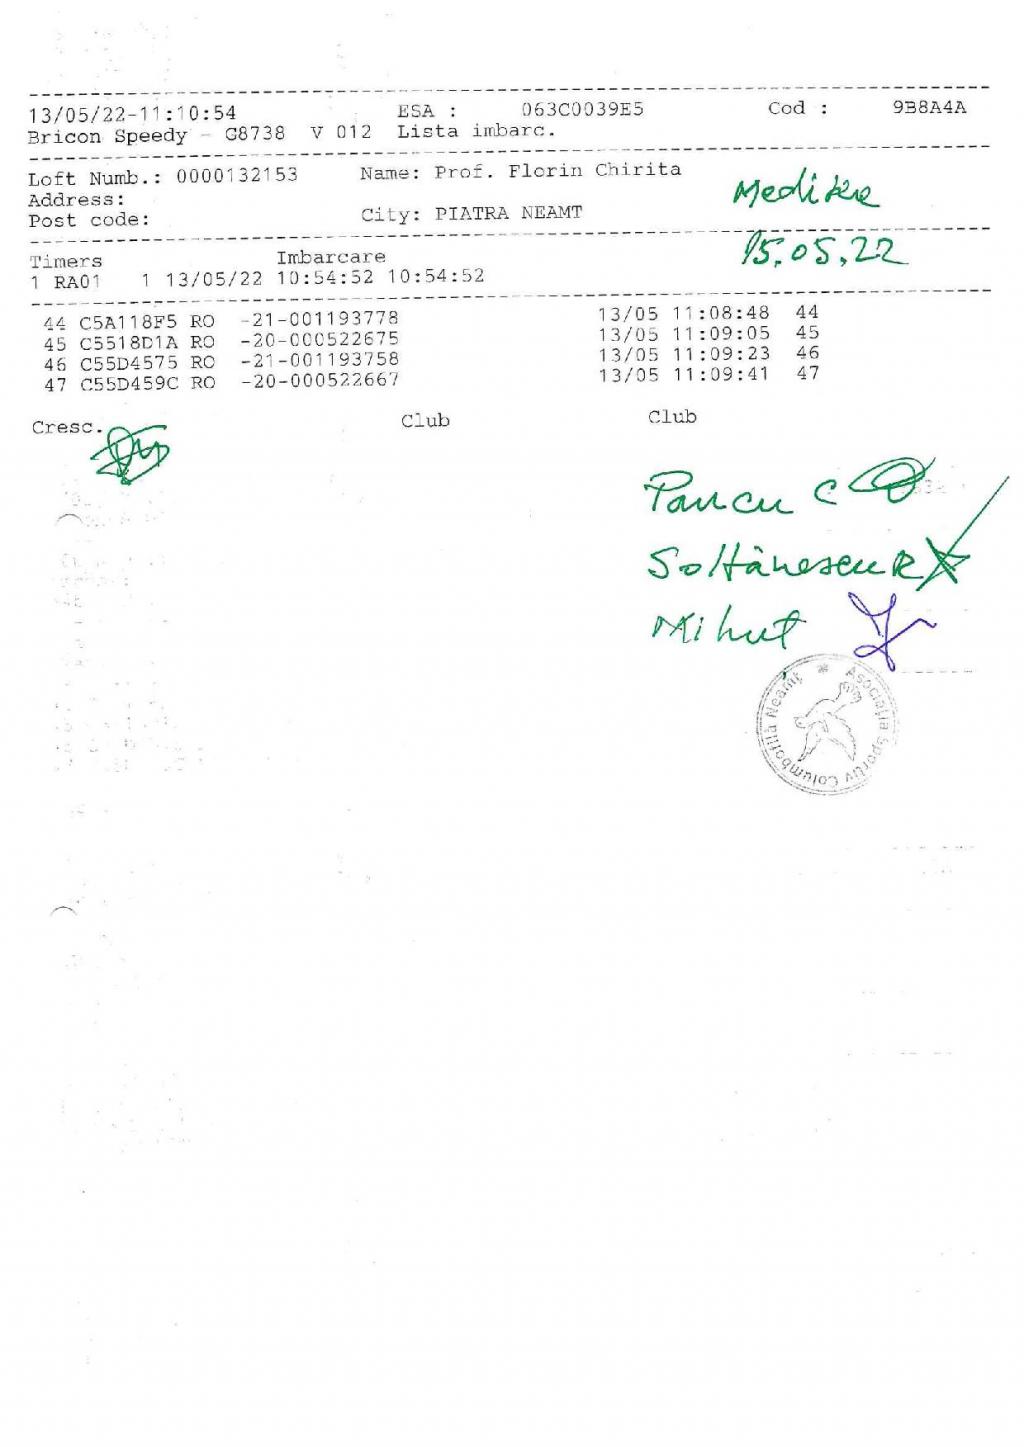 13/05/22-11:10:54 ESA : 063C0039E5 Cod : 9B8A4A
Bricon Speedy - G8738 V 012 Lista imbarc.
Loft Numb.: 0000132153 Name: Prof. Florin Chirita
Address:
Post code: City: PIATRA NEAMT
15.05.22
Timers Imbarcare
1 RA01 1 13/05/22 10:54:52 10:54:52
44 C5A118F5 RO -21-001193778 13/05 11:08:48 44
45 C5518D1A RO -20-000522675 13/05 11:09:05 45
46 C55D4575 RO -21-001193758 13/05 11:09:23 46
47 C55D459C RO -20-000522667 13/05 11:09:41 47
Cresc. Club Club
Pancu C
Soltănescu R
Mihut
Asociația Sportiv Columbofilă Neamț